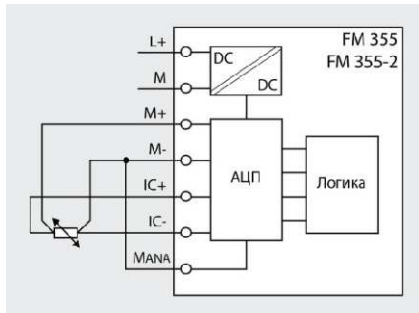 FM 355
FM 355-2
L+
DC
M
DC
M+
M-
АЦП
Логика
IC+
IC-
MANA